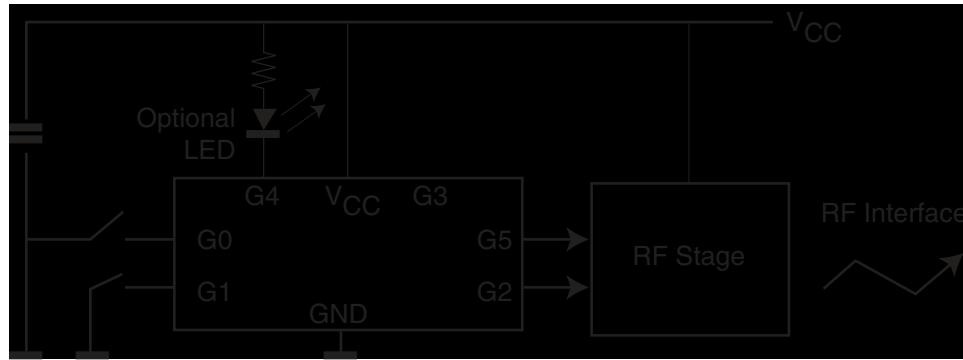 VCC
Optional
LED
G4 VCC G3
G0 G5
RF Interface
RF Stage
G1 G2
GND